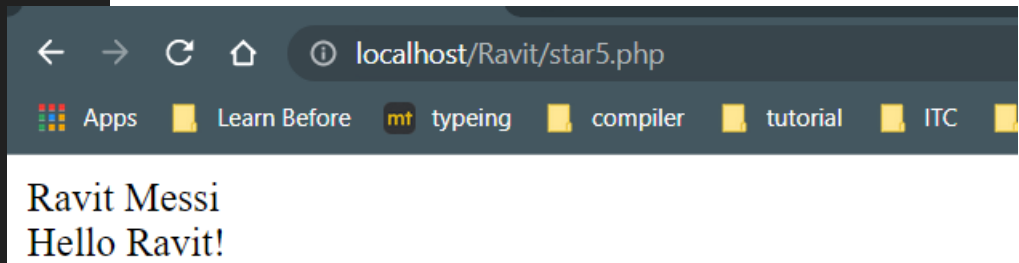 localhost/Ravit/star5.php
Apps Learn Before mt typeing compiler tutorial ITC
Ravit Messi
Hello Ravit!